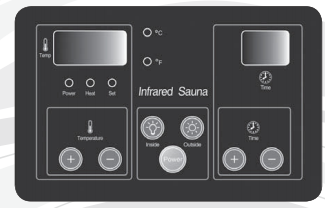 °C
Temp
°F
Power Heat Set
Time
Infrared Sauna
Temperature
Inside Outside
Time
Power